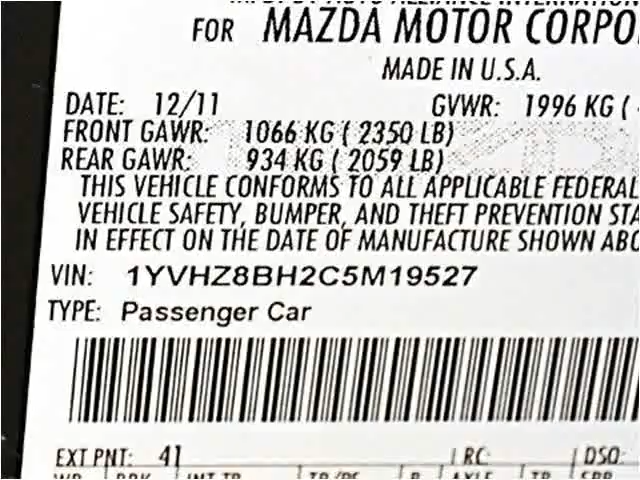 FOR MAZDA MOTOR CORPO
MADE IN U.S.A.
DATE: 12/11 GVWR: 1996 KG (
FRONT GAWR: 1066 KG ( 2350 LB)
REAR GAWR: 934 KG ( 2059 LB)
THIS VEHICLE CONFORMS TO ALL APPLICABLE FEDERAL
VEHICLE SAFETY, BUMPER, AND THEFT PREVENTION STA
IN EFFECT ON THE DATE OF MANUFACTURE SHOWN ABO
VIN: 1YVHZ8BH2C5M19527
TYPE: Passenger Car
EXT PNT: 41 RC: DSO: